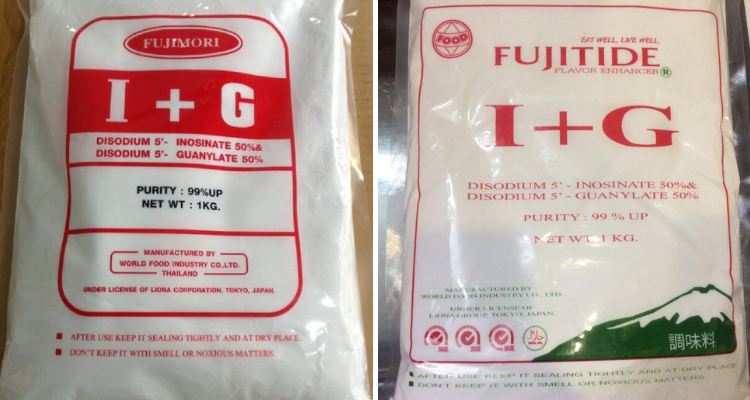 FUJIMORI
I + G
DISODIUM 5'- INOSINATE 50%&
DISODIUM 5'- GUANYLATE 50%
PURITY : 99%UP
NET WT : 1KG.
MANUFACTURED BY
WORLD FOOD INDUSTRY CO.,LTD.
THAILAND
UNDER LICENSE OF LIONA CORPORATION, TOKYO, JAPAN.
AFTER USE KEEP IT SEALING TIGHTLY AND AT DRY PLACE.
DON'T KEEP IT WITH SMELL OR NOXIOUS MATTERS.
FOOD
EAT WELL, LIVE WELL.
FUJITIDE
FLAVOR ENHANCER®
I+G
DISODIUM 5' - INOSINATE 50%&
DISODIUM 5' - GUANYLATE 50%
PURITY : 99 % UP
NET WT: 1 KG.
MANUFACTURED BY :
WORLD FOOD INDUSTRY CO., LTD.
UNDER LICENSE OF
LIONA GROUP, TOKYO, JAPAN.
SGS SGS SGS HALAL
調味料
AFTER USE KEEP IT SEALING TIGHTLY AND AT DRY PLACE
DON'T KEEP IT WITH SMELL OR NOXIOUS MATTERS.